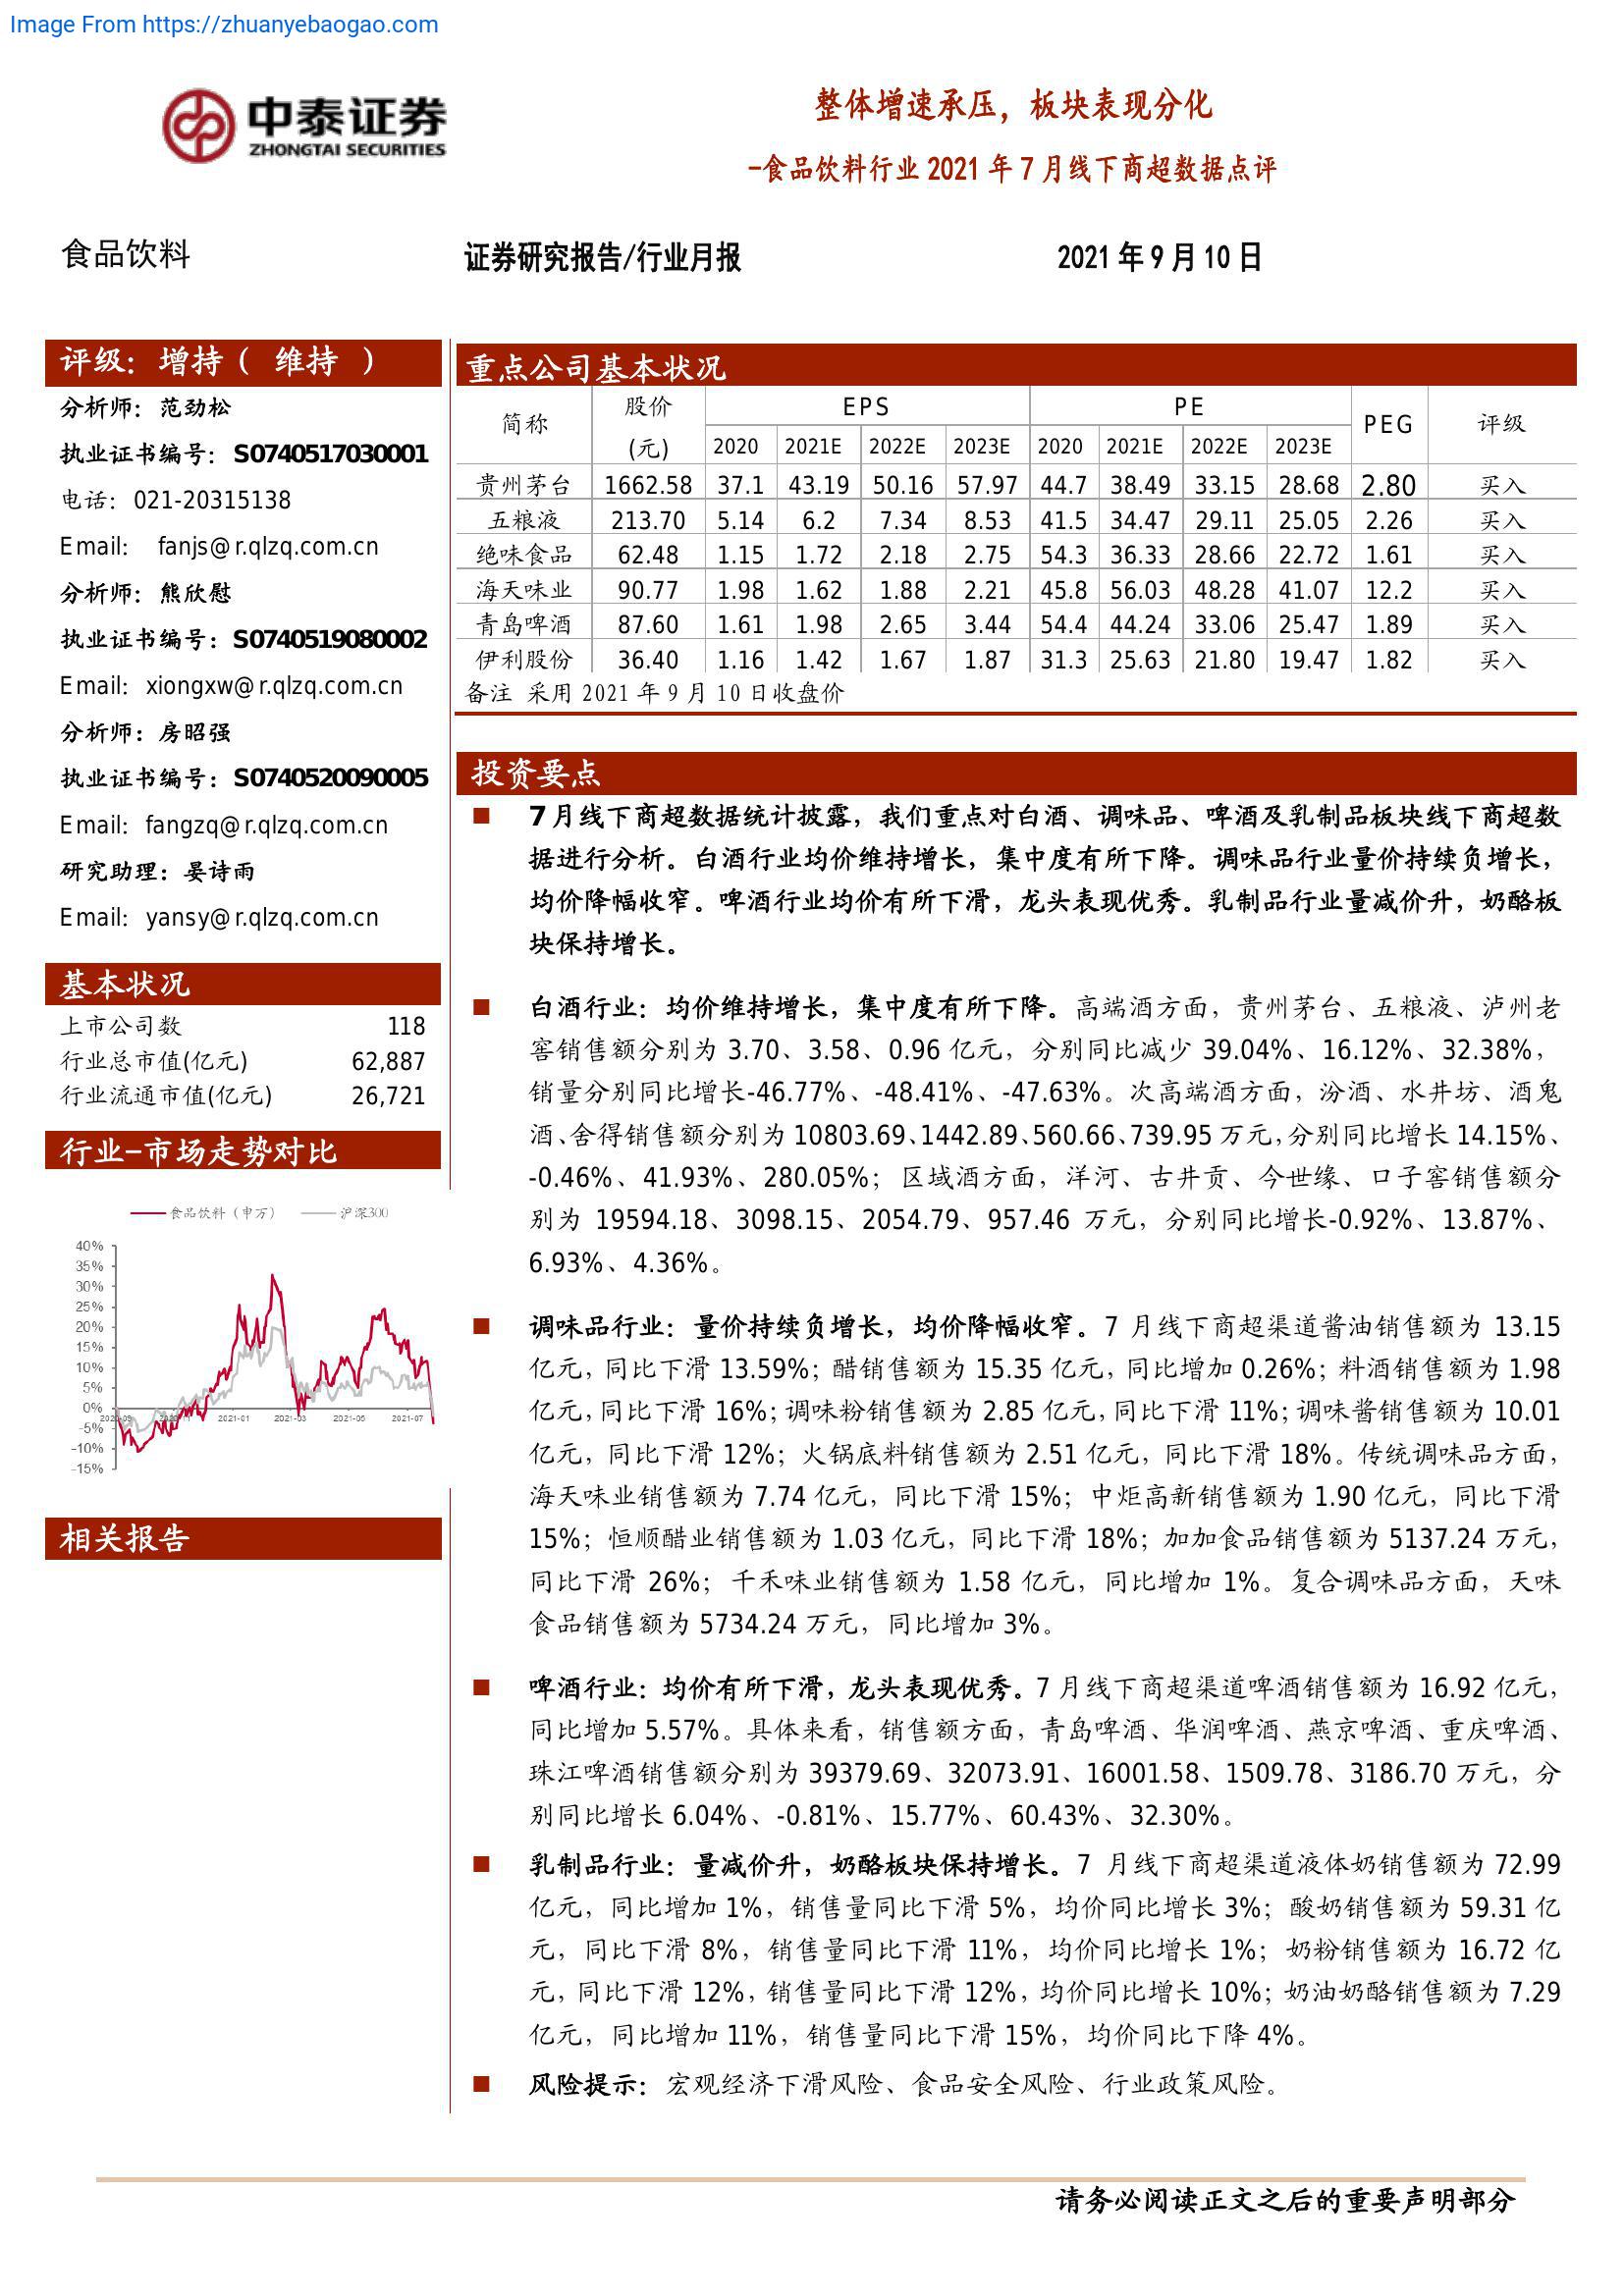 Image From https://zhuanyebaogao.com
中泰证券
ZHONGTAI SECURITIES
整体增速承压，板块表现分化
-食品饮料行业 2021 年 7 月线下商超数据点评
食品饮料
证券研究报告/行业月报
2021 年 9 月 10 日
评级：增持（ 维持 ）
分析师：范劲松
执业证书编号：S0740517030001
电话：021-20315138
Email: fanjs@r.qlzq.com.cn
分析师：熊欣慰
执业证书编号：S0740519080002
Email: xiongxw@r.qlzq.com.cn
分析师：房昭强
执业证书编号：S0740520090005
Email: fangzq@r.qlzq.com.cn
研究助理：晏诗雨
Email: yansy@r.qlzq.com.cn
基本状况
上市公司数 118
行业总市值(亿元) 62,887
行业流通市值(亿元) 26,721
行业-市场走势对比
食品饮料（申万） 沪深300
40%
35%
30%
25%
20%
15%
10%
5%
0%
-5%
-10%
-15%
2021-01 2021-03 2021-05 2021-07
相关报告
重点公司基本状况
简称 股价(元) EPS PE PEG 评级
2020 2021E 2022E 2023E 2020 2021E 2022E 2023E
贵州茅台 1662.58 37.1 43.19 50.16 57.97 44.7 38.49 33.15 28.68 2.80 买入
五粮液 213.70 5.14 6.2 7.34 8.53 41.5 34.47 29.11 25.05 2.26 买入
绝味食品 62.48 1.15 1.72 2.18 2.75 54.3 36.33 28.66 22.72 1.61 买入
海天味业 90.77 1.98 1.62 1.88 2.21 45.8 56.03 48.28 41.07 12.2 买入
青岛啤酒 87.60 1.61 1.98 2.65 3.44 54.4 44.24 33.06 25.47 1.89 买入
伊利股份 36.40 1.16 1.42 1.67 1.87 31.3 25.63 21.80 19.47 1.82 买入
备注 采用 2021 年 9 月 10 日收盘价
投资要点
■ 7 月线下商超数据统计披露，我们重点对白酒、调味品、啤酒及乳制品板块线下商超数
据进行分析。白酒行业均价维持增长，集中度有所下降。调味品行业量价持续负增长，
均价降幅收窄。啤酒行业均价有所下滑，龙头表现优秀。乳制品行业量减价升，奶酪板
块保持增长。
■ 白酒行业：均价维持增长，集中度有所下降。高端酒方面，贵州茅台、五粮液、泸州老
窖销售额分别为 3.70、3.58、0.96 亿元，分别同比减少 39.04%、16.12%、32.38%，
销量分别同比增长-46.77%、-48.41%、-47.63%。次高端酒方面，汾酒、水井坊、酒鬼
酒、舍得销售额分别为 10803.69、1442.89、560.66、739.95 万元，分别同比增长 14.15%、
-0.46%、41.93%、280.05%；区域酒方面，洋河、古井贡、今世缘、口子窖销售额分
别为 19594.18、3098.15、2054.79、957.46 万元，分别同比增长-0.92%、13.87%、
6.93%、4.36%。
■ 调味品行业：量价持续负增长，均价降幅收窄。7 月线下商超渠道酱油销售额为 13.15
亿元，同比下滑 13.59%；醋销售额为 15.35 亿元，同比增加 0.26%；料酒销售额为 1.98
亿元，同比下滑 16%；调味粉销售额为 2.85 亿元，同比下滑 11%；调味酱销售额为 10.01
亿元，同比下滑 12%；火锅底料销售额为 2.51 亿元，同比下滑 18%。传统调味品方面，
海天味业销售额为 7.74 亿元，同比下滑 15%；中炬高新销售额为 1.90 亿元，同比下滑
15%；恒顺醋业销售额为 1.03 亿元，同比下滑 18%；加加食品销售额为 5137.24 万元，
同比下滑 26%；千禾味业销售额为 1.58 亿元，同比增加 1%。复合调味品方面，天味
食品销售额为 5734.24 万元，同比增加 3%。
■ 啤酒行业：均价有所下滑，龙头表现优秀。7 月线下商超渠道啤酒销售额为 16.92 亿元，
同比增加 5.57%。具体来看，销售额方面，青岛啤酒、华润啤酒、燕京啤酒、重庆啤酒、
珠江啤酒销售额分别为 39379.69、32073.91、16001.58、1509.78、3186.70 万元，分
别同比增长 6.04%、-0.81%、15.77%、60.43%、32.30%。
■ 乳制品行业：量减价升，奶酪板块保持增长。7 月线下商超渠道液体奶销售额为 72.99
亿元，同比增加 1%，销售量同比下滑 5%，均价同比增长 3%；酸奶销售额为 59.31 亿
元，同比下滑 8%，销售量同比下滑 11%，均价同比增长 1%；奶粉销售额为 16.72 亿
元，同比下滑 12%，销售量同比下滑 12%，均价同比增长 10%；奶油奶酪销售额为 7.29
亿元，同比增加 11%，销售量同比下滑 15%，均价同比下降 4%。
■ 风险提示：宏观经济下滑风险、食品安全风险、行业政策风险。
请务必阅读正文之后的重要声明部分